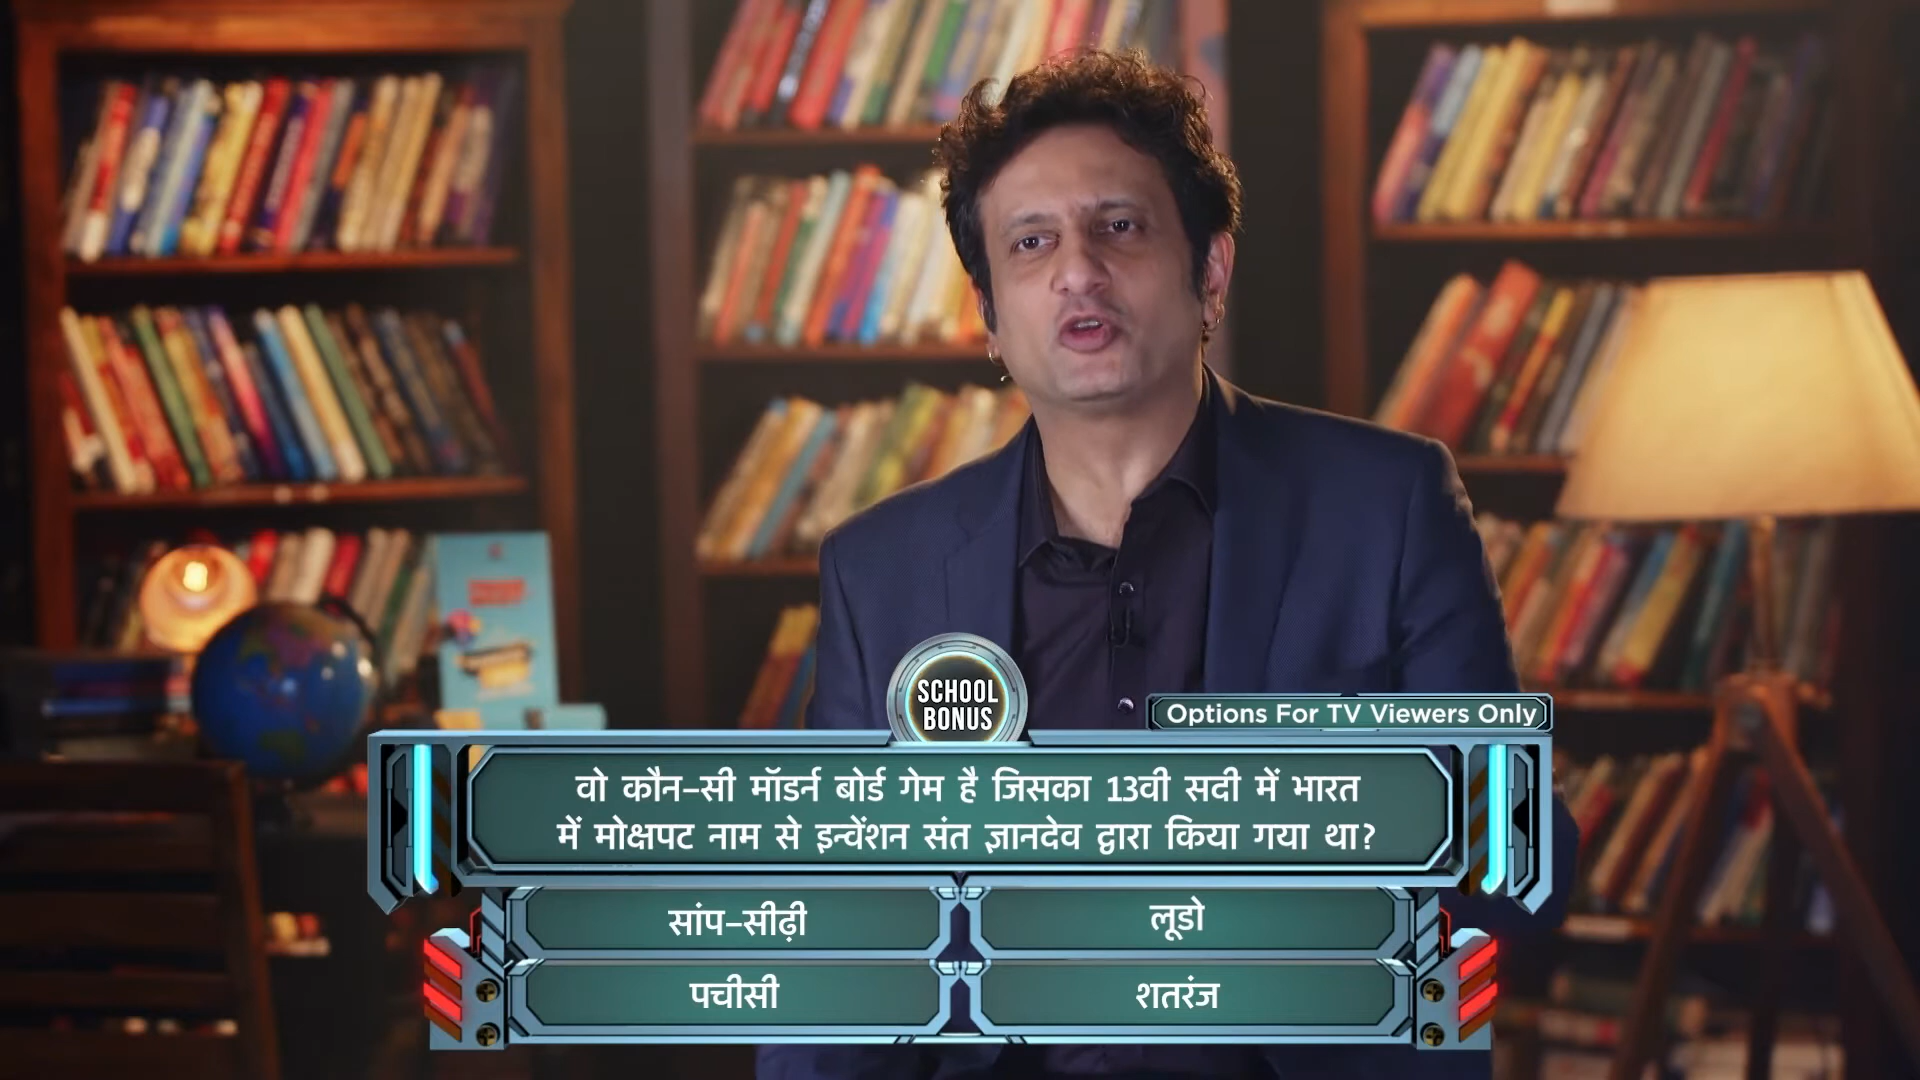 SCHOOL
BONUS
Options For TV Viewers Only
वो कौन-सी मॉडर्न बोर्ड गेम है जिसका 13वी सदी में भारत
में मोक्षपट नाम से इन्वेंशन संत ज्ञानदेव द्वारा किया गया था?
सांप-सीढ़ी
लूडो
पचीसी
शतरंज